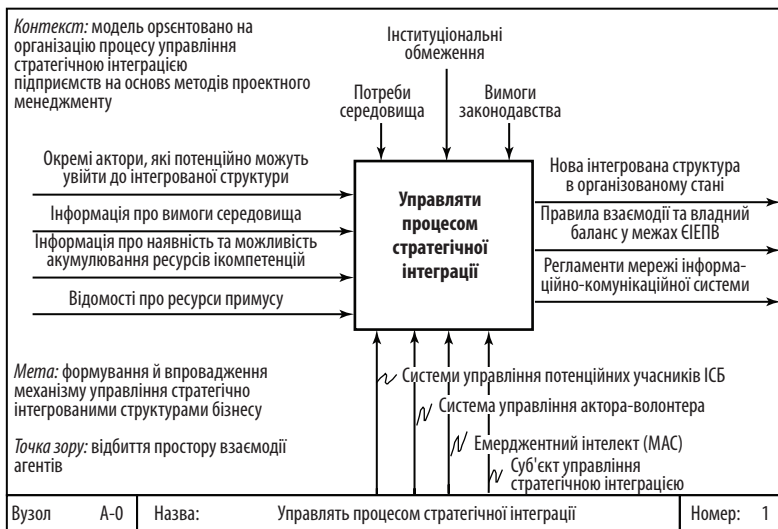 Контекст: модель орsєнтовано на
організацію процесу управління
стратегічною інтеграцією
підприємств на основs методів проектного
менеджменту
Інституціональні
обмеження
Потреби
середовища
Вимоги
законодавства
Окремі актори, які потенційно можуть
увійти до інтегрованої структури
Інформація про вимоги середовища
Інформація про наявність та можливість
акумулювання ресурсів ікомпетенцій
Відомості про ресурси примусу
Управляти
процесом
стратегічної
інтеграції
Нова інтегрована структура
в організованому стані
Правила взаємодії та владний
баланс у межах ЄІЕПВ
Регламенти мережі інформа-
ційно-комунікаційної системи
Мета: формування й впровадження
механізму управління стратегічно
інтегрованими структурами бізнесу
Точка зору: відбиття простору взаємодії
агентів
Системи управління потенційних учасників ІСБ
Система управління актора-волонтера
Емерджентний інтелект (МАС)
Суб'єкт управління
стратегічною інтеграцією
Вузол А-0 Назва: Управлять процесом стратегічної інтеграції Номер: 1